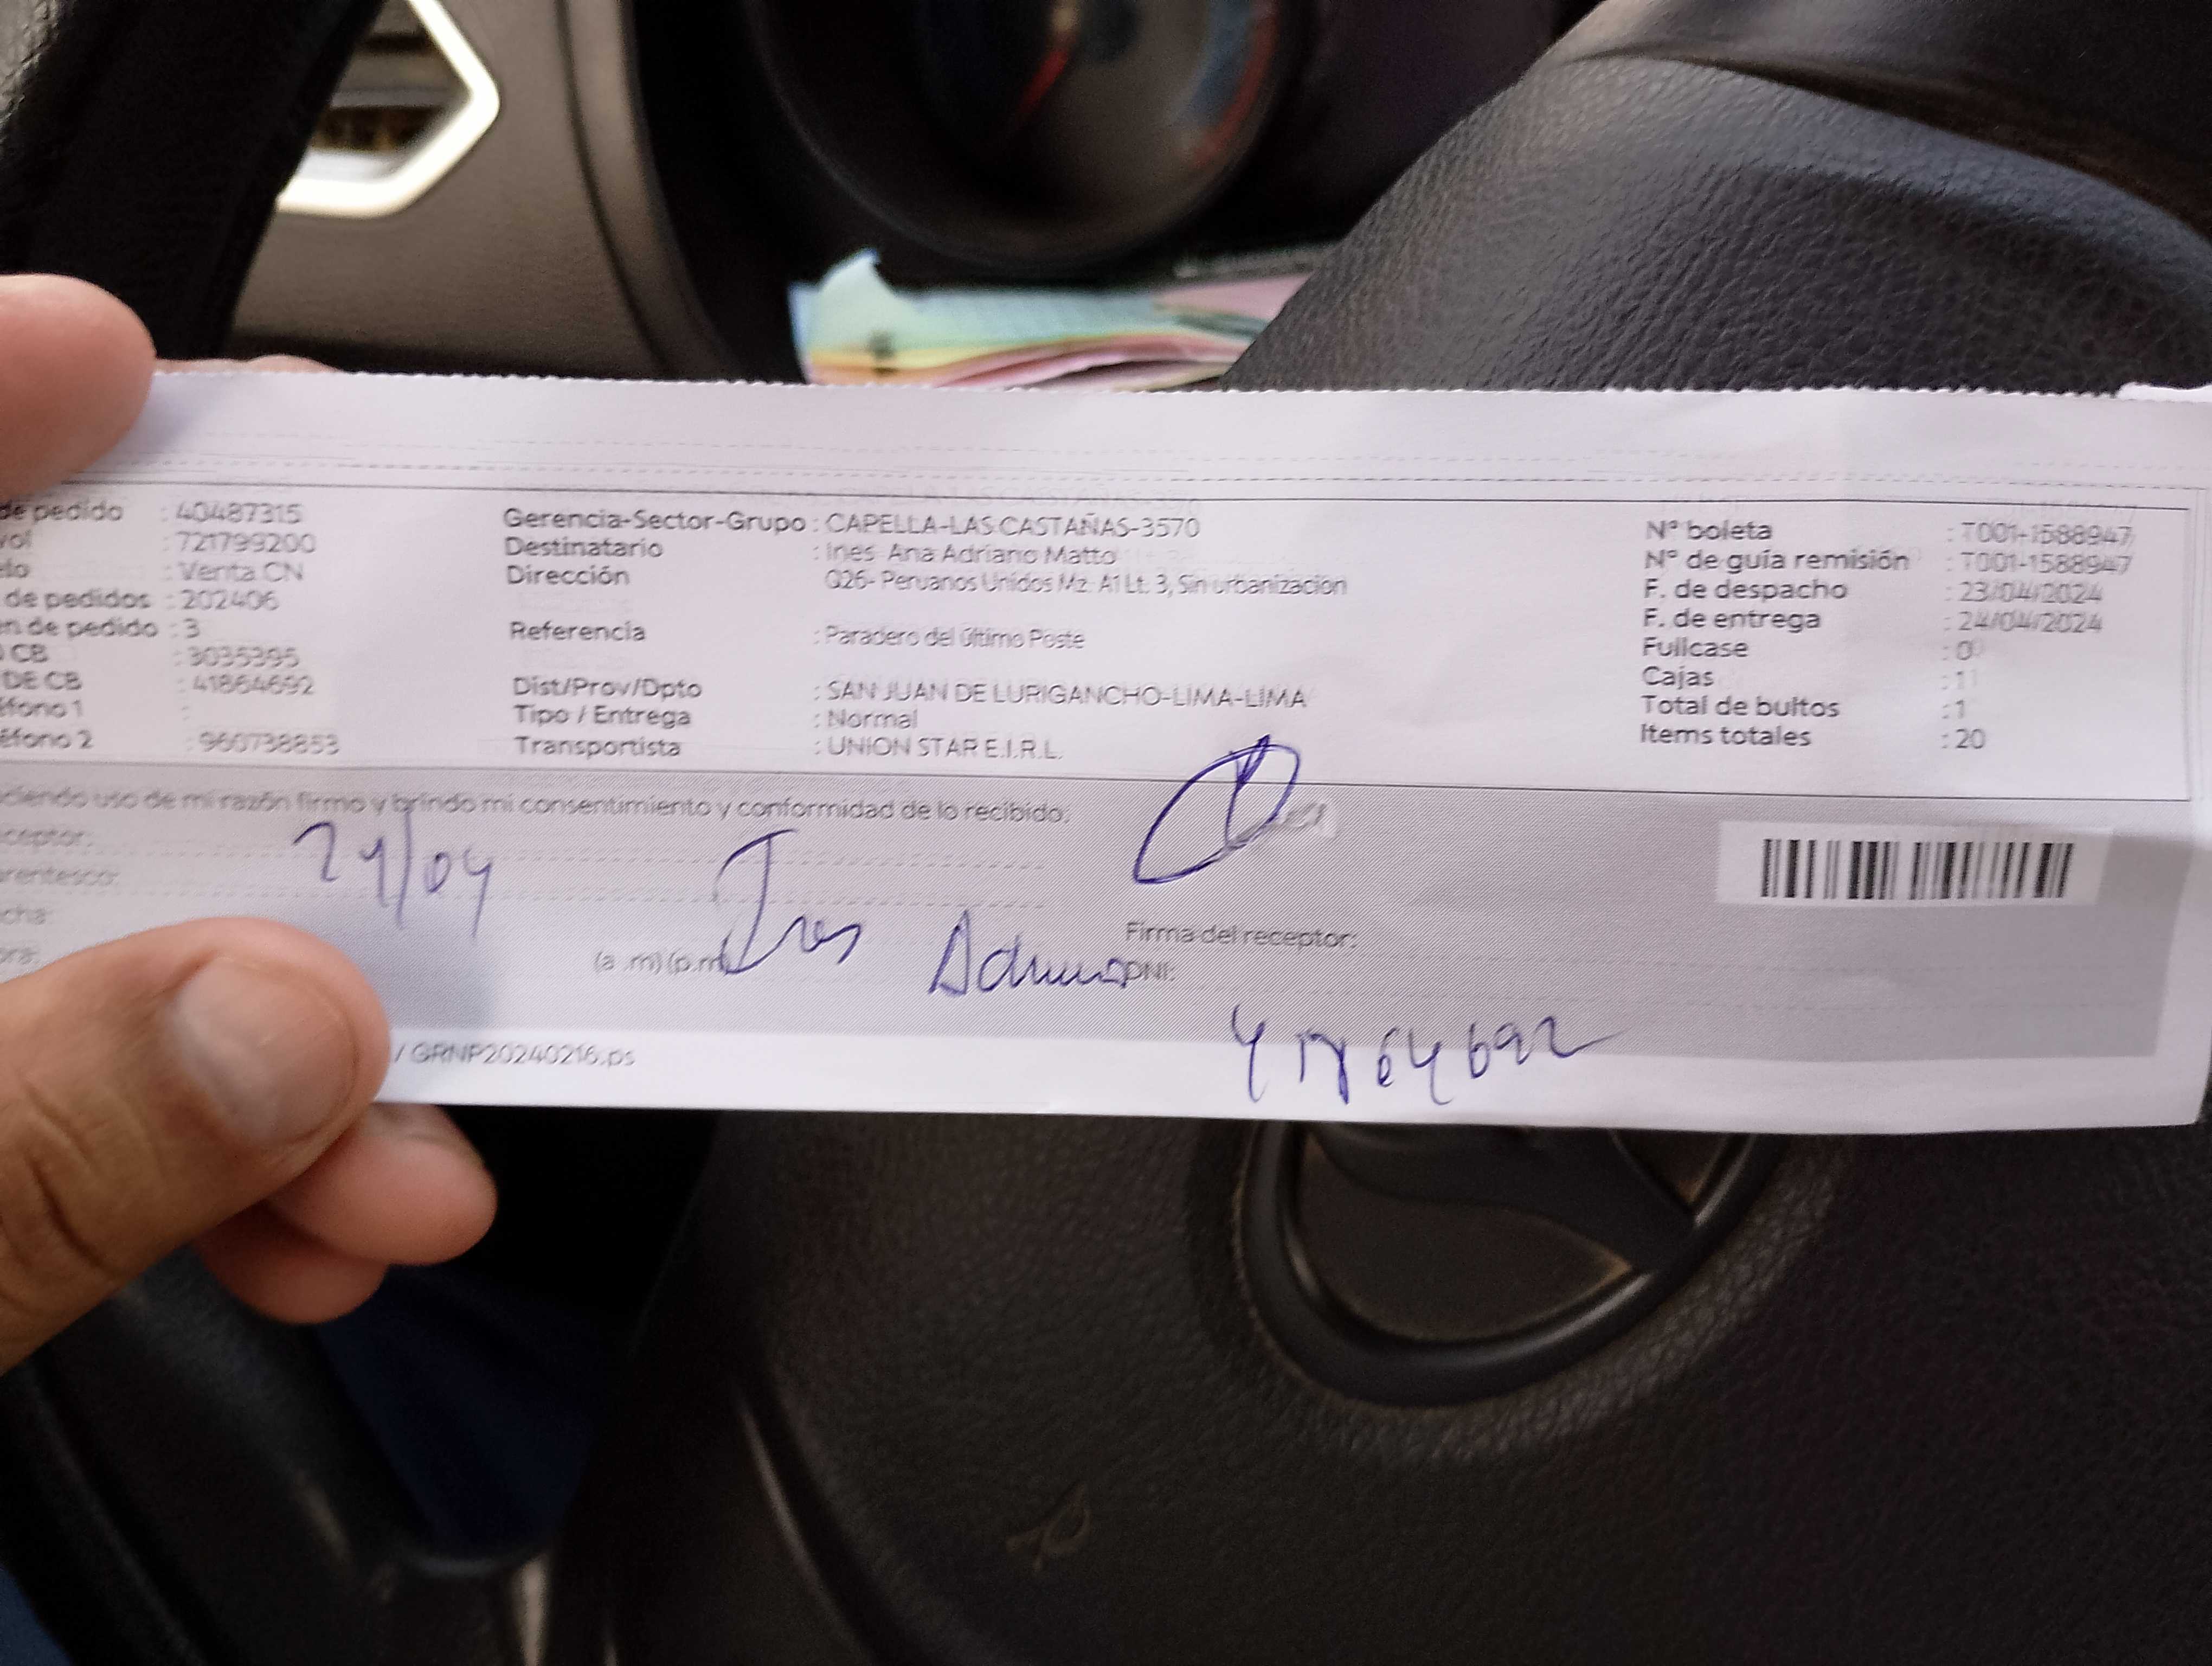 de pedido : 40487315
vol : 721799200
elo : Venta CN
de pedidos : 202406
n de pedido : 3
CB : 3035395
DE CB : 41864692
éfono 1 :
éfono 2 : 960738853
Gerencia-Sector-Grupo : CAPELLA-LAS CASTAÑAS-3570
Destinatario : Ines Ana Adriano Matto
Dirección Q26- Peruanos Unidos Mz. A1 Lt. 3, Sin urbanización
Referencia : Paradero del Último Poste
Dist/Prov/Dpto : SAN JUAN DE LURIGANCHO-LIMA-LIMA
Tipo / Entrega : Normal
Transportista : UNION STAR E.I.R.L.
Nº boleta : T001-1588947
Nº de guía remisión : T001-1588947
F. de despacho : 23/04/2024
F. de entrega : 24/04/2024
Fullcase : 0
Cajas : 1
Total de bultos : 1
Items totales : 20
ciendo uso de mi razón firmo y brindo mi consentimiento y conformidad de lo recibido:
ceptor:
rentesco:
cha:
ora:
24/04
(a .m) (p.m)
Ines Adriano
Firma del receptor:
DNI:
41864692
/ GRNP20240216.ps